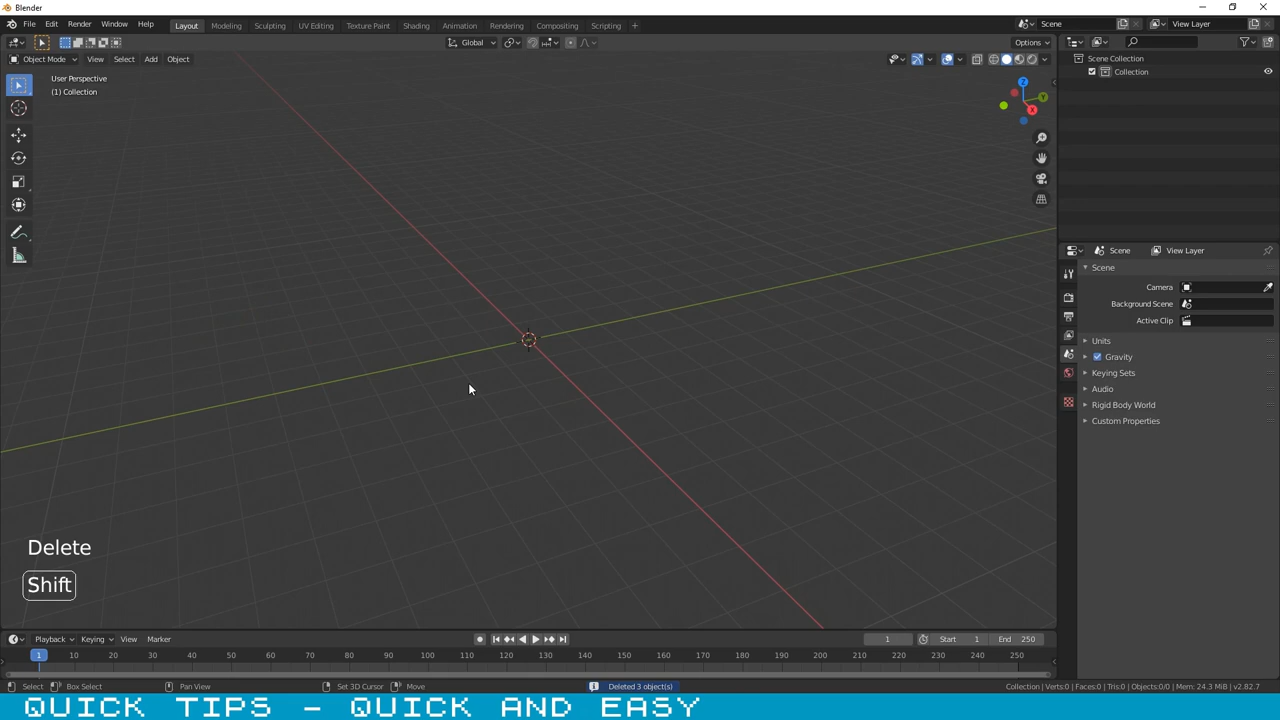 Blender
File Edit Render Window Help Layout Modeling Sculpting UV Editing Texture Paint Shading Animation Rendering Compositing Scripting + Scene View Layer
Global Options
Object Mode View Select Add Object
User Perspective
(1) Collection
Z
Y
X
Scene Collection
Collection
Scene View Layer
Scene
Camera
Background Scene
Active Clip
Units
Gravity
Keying Sets
Audio
Rigid Body World
Custom Properties
Delete
Shift
Playback Keying View Marker 1 Start 1 End 250
1 10 20 30 40 50 60 70 80 90 100 110 120 130 140 150 160 170 180 190 200 210 220 230 240 250
Select Box Select Pan View Set 3D Cursor Move Deleted 3 object(s) Collection | Verts:0 | Faces:0 | Tris:0 | Objects:0/0 | Mem: 24.3 MiB | v2.82.7
QUICK TIPS - QUICK AND EASY